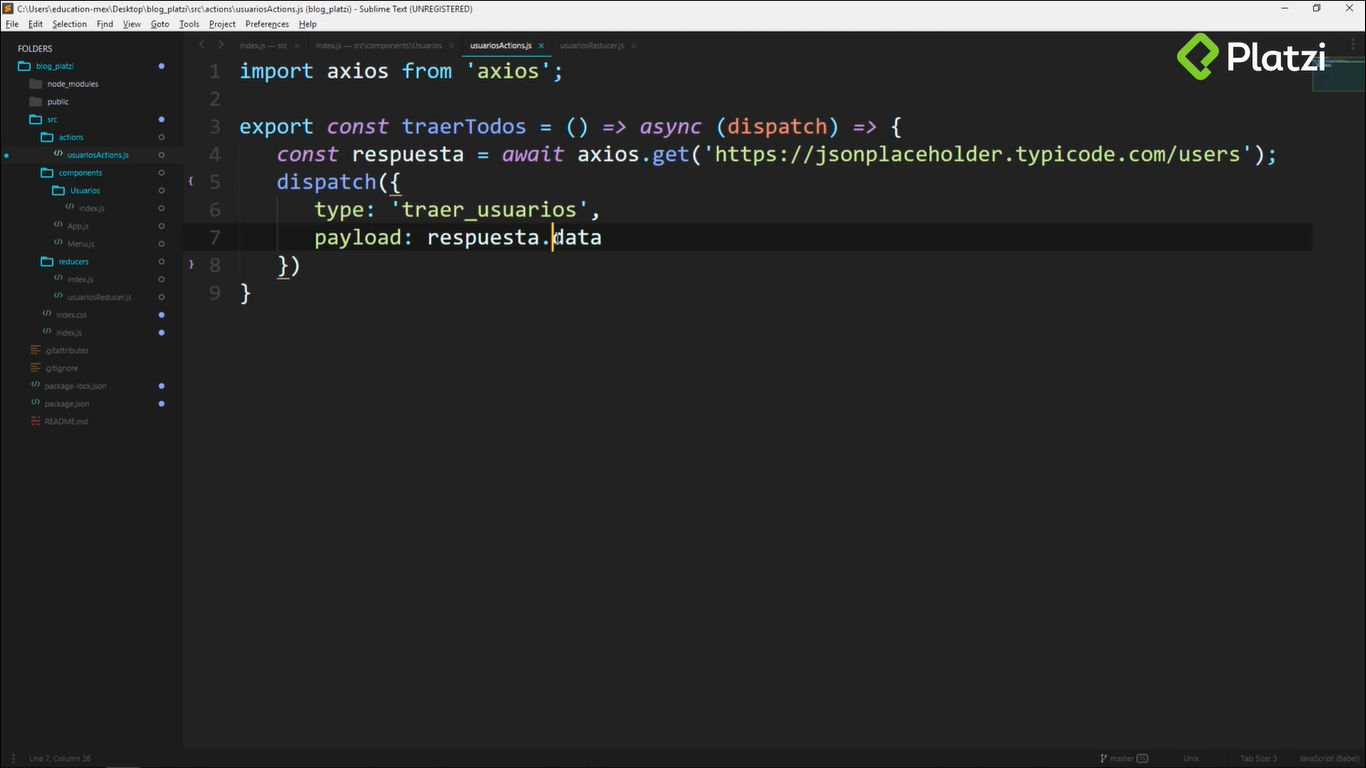 C:\Users\education-mex\Desktop\blog_platzi\src\actions\usuariosActions.js (blog_platzi) - Sublime Text (UNREGISTERED)
File Edit Selection Find View Goto Tools Project Preferences Help
FOLDERS
blog_platzi
node_modules
public
src
actions
usuariosActions.js
components
Usuarios
index.js
App.js
Menu.js
reducers
index.js
usuariosReducer.js
index.css
index.js
.gitattributes
.gitignore
package-lock.json
package.json
README.md
index.js — src
index.js — src\components\Usuarios
usuariosActions.js
usuariosReducer.js
Platzi
1 import axios from 'axios';
2
3 export const traerTodos = () => async (dispatch) => {
4 const respuesta = await axios.get('https://jsonplaceholder.typicode.com/users');
5 dispatch({
6 type: 'traer_usuarios',
7 payload: respuesta.data
8 })
9 }
Line 7, Column 26
master
Unix
Tab Size: 3
JavaScript (Babel)